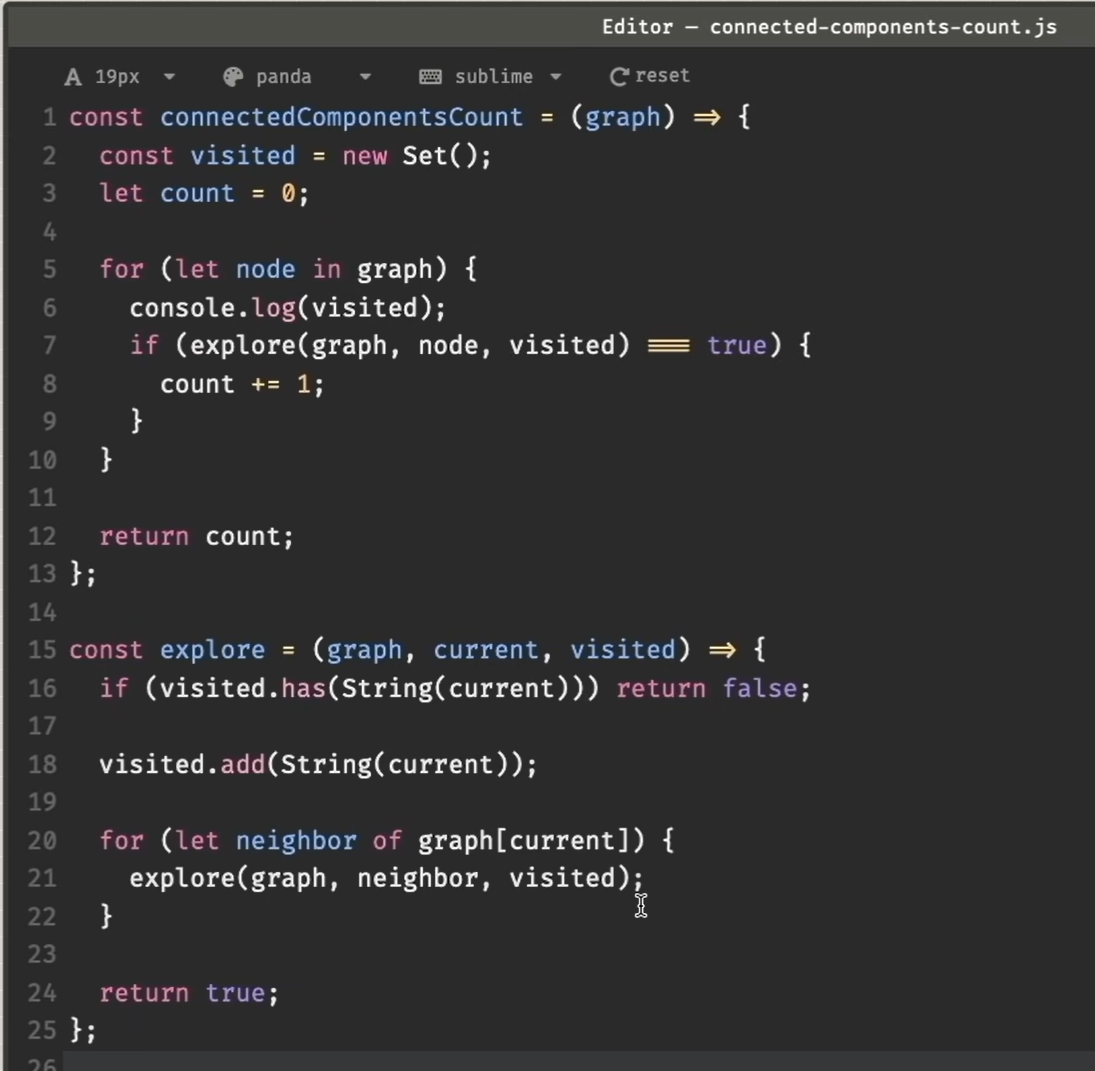 Editor — connected-components-count.js
A 19px panda sublime reset
1 const connectedComponentsCount = (graph) => {
2 const visited = new Set();
3 let count = 0;
4
5 for (let node in graph) {
6 console.log(visited);
7 if (explore(graph, node, visited) === true) {
8 count += 1;
9 }
10 }
11
12 return count;
13 };
14
15 const explore = (graph, current, visited) => {
16 if (visited.has(String(current))) return false;
17
18 visited.add(String(current));
19
20 for (let neighbor of graph[current]) {
21 explore(graph, neighbor, visited);
22 }
23
24 return true;
25 };
26